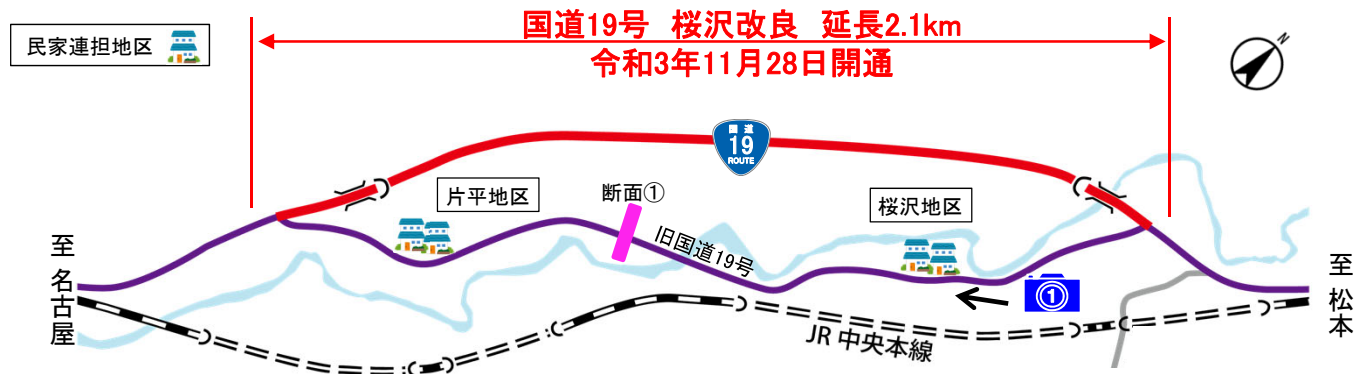 民家連担地区
国道19号 桜沢改良 延長2.1km
令和3年11月28日開通
N
国道
19
ROUTE
片平地区
断面①
桜沢地区
旧国道19号
至名古屋
至松本
①
JR中央本線